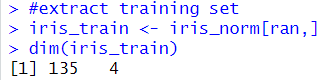 > #extract training set
> iris_train <- iris_norm[ran,]
> dim(iris_train)
[1] 135   4